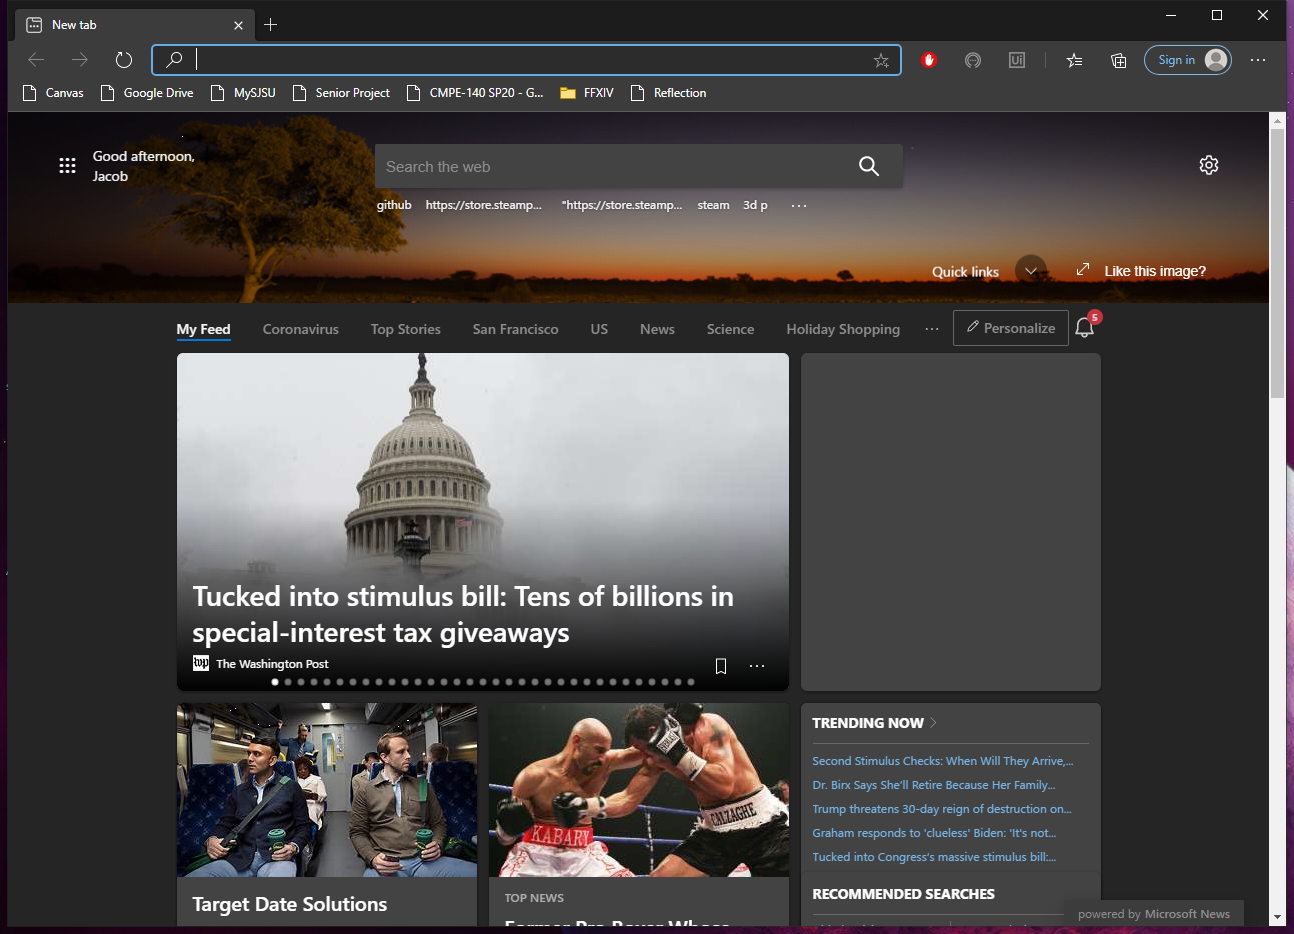 New tab
Sign in
Canvas
Google Drive
MySJSU
Senior Project
CMPE-140 SP20 - G...
FFXIV
Reflection
Good afternoon,
Jacob
Search the web
github
https://store.steamp...
"https://store.steamp...
steam
3d p
Quick links
Like this image?
My Feed
Coronavirus
Top Stories
San Francisco
US
News
Science
Holiday Shopping
Personalize
5
Tucked into stimulus bill: Tens of billions in
special-interest tax giveaways
wp
The Washington Post
KABARY
CALZAGHE
Target Date Solutions
TOP NEWS
Former Pro Boxer Whose
TRENDING NOW
Second Stimulus Checks: When Will They Arrive,...
Dr. Birx Says She'll Retire Because Her Family...
Trump threatens 30-day reign of destruction on...
Graham responds to 'clueless' Biden: 'It's not...
Tucked into Congress's massive stimulus bill:...
RECOMMENDED SEARCHES
powered by Microsoft News